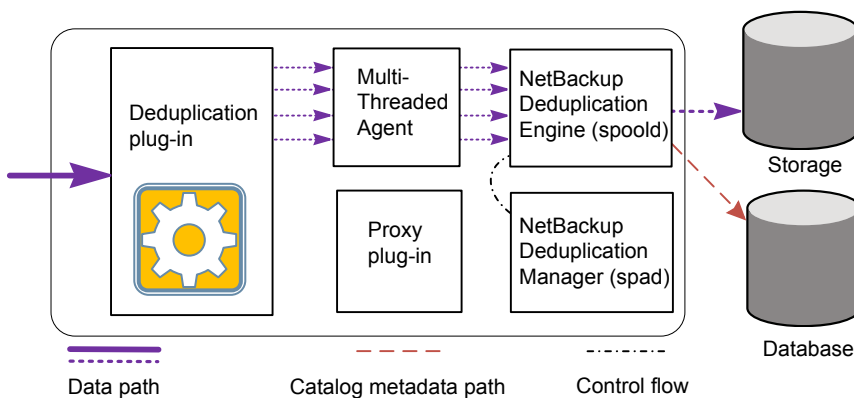 Deduplication
plug-in
Multi-
Threaded
Agent
NetBackup
Deduplication
Engine (spoold)
Storage
Proxy
plug-in
NetBackup
Deduplication
Manager (spad)
Database
Data path
Catalog metadata path
Control flow